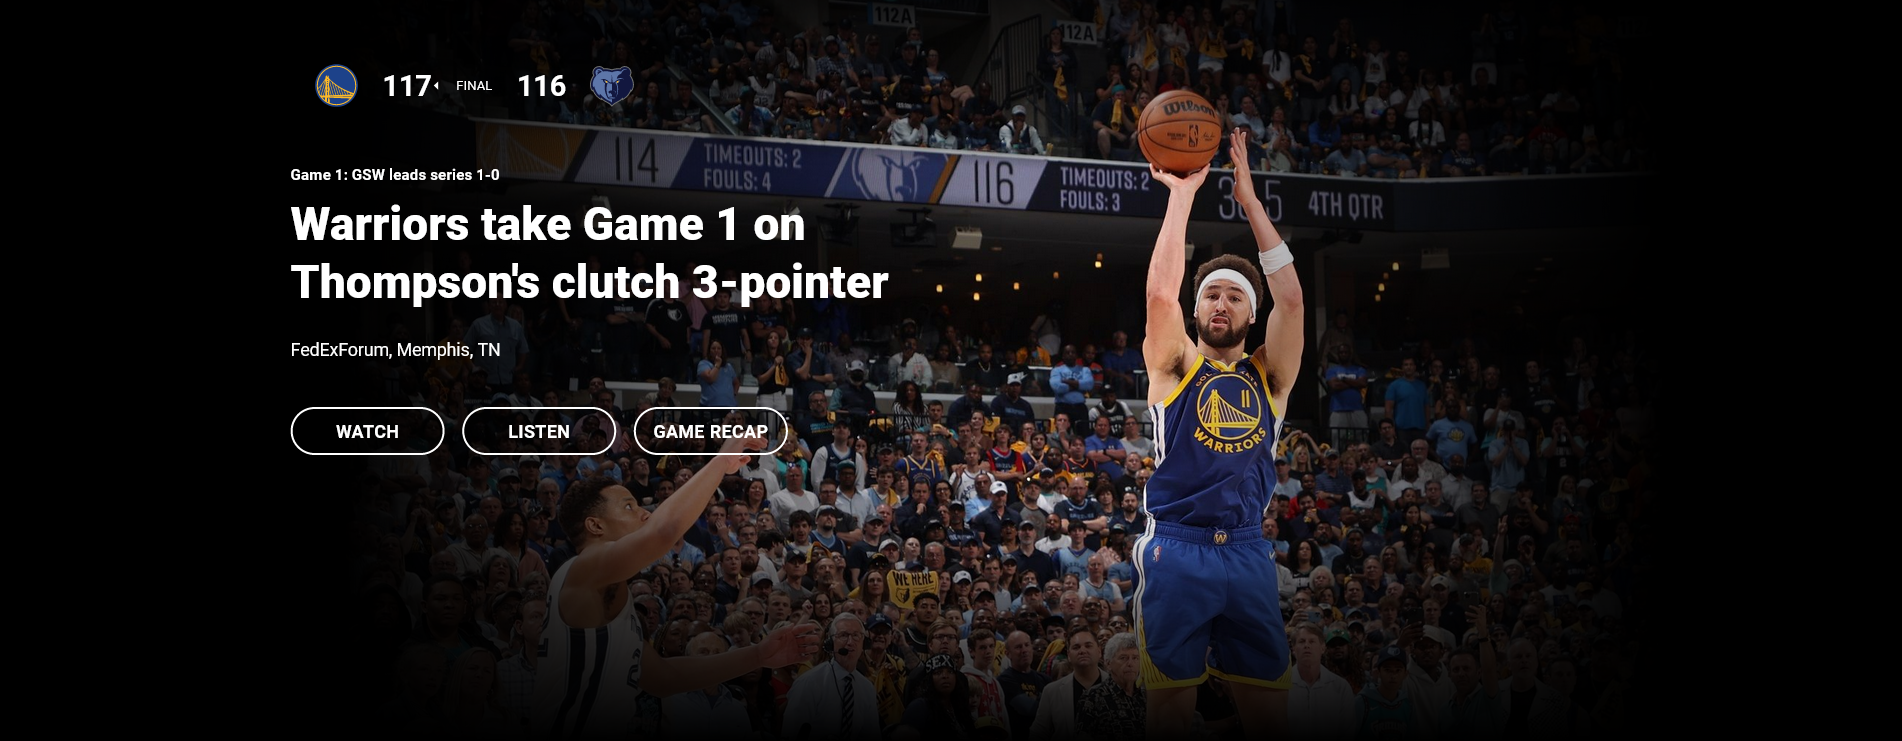 112A
112A
117 FINAL 116
Wilson
114
TIMEOUTS: 2
FOULS: 4
116
TIMEOUTS: 2
FOULS: 3
4TH QTR
Game 1: GSW leads series 1-0
Warriors take Game 1 on
Thompson's clutch 3-pointer
FedExForum, Memphis, TN
WATCH LISTEN GAME RECAP
11
WARRIORS
W
WE HERE
SEX